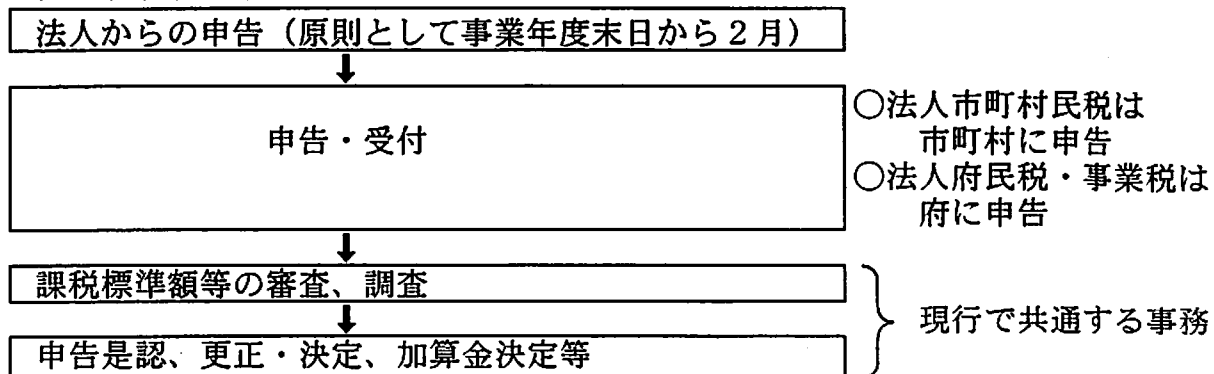 法人からの申告（原則として事業年度末日から２月）
↓
申告・受付
○法人市町村民税は
市町村に申告
○法人府民税・事業税は
府に申告
↓
課税標準額等の審査、調査
↓
申告是認、更正・決定、加算金決定等
現行で共通する事務